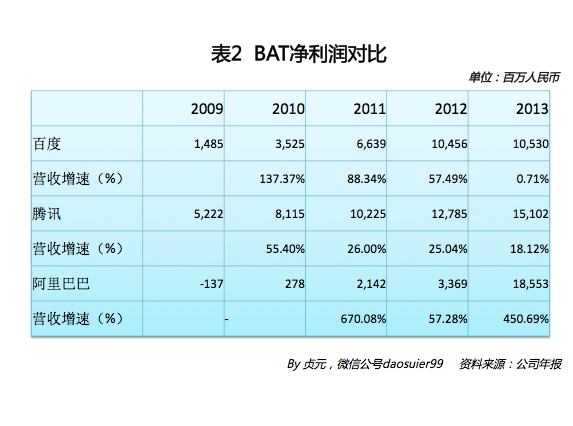 表2 BAT净利润对比
单位：百万人民币
2009 2010 2011 2012 2013
百度 1,485 3,525 6,639 10,456 10,530
营收增速（%） 137.37% 88.34% 57.49% 0.71%
腾讯 5,222 8,115 10,225 12,785 15,102
营收增速（%） 55.40% 26.00% 25.04% 18.12%
阿里巴巴 -137 278 2,142 3,369 18,553
营收增速（%） - 670.08% 57.28% 450.69%
By 贞元，微信公号daosuier99 资料来源：公司年报